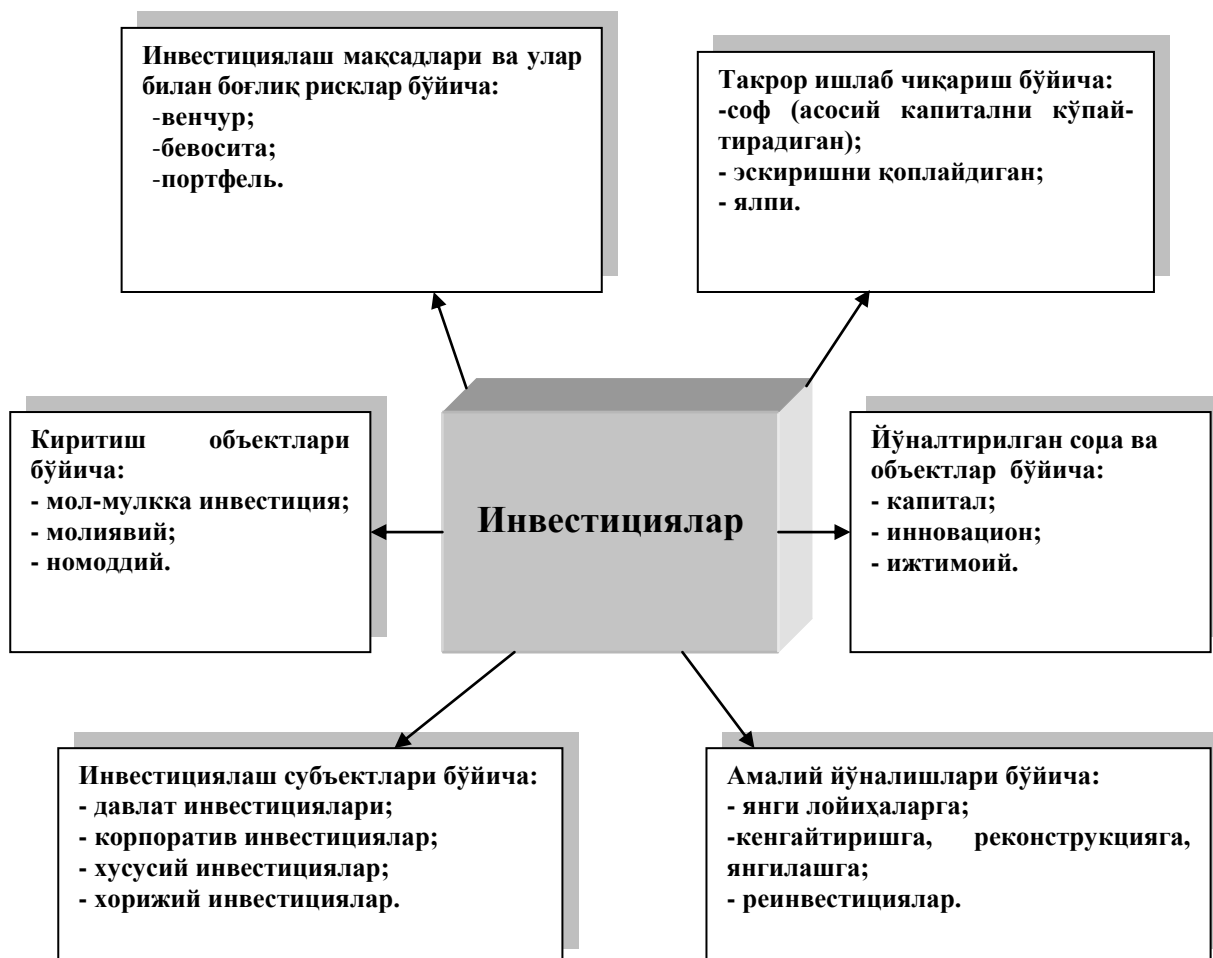 Инвестициялаш мақсадлари ва улар
билан боғлиқ рисклар бўйича:
-венчур;
-бевосита;
-портфель.
Такрор ишлаб чиқариш бўйича:
-соф (асосий капитални кўпай-
тирадиган);
- эскиришни қоплайдиган;
- ялпи.
Киритиш объектлари
бўйича:
- мол-мулкка инвестиция;
- молиявий;
- номоддий.
Инвестициялар
Йўналтирилган соμа ва
объектлар бўйича:
- капитал;
- инновацион;
- ижтимоий.
Инвестициялаш субъектлари бўйича:
- давлат инвестициялари;
- корпоратив инвестициялар;
- хусусий инвестициялар;
- хорижий инвестициялар.
Амалий йўналишлари бўйича:
- янги лойиҳаларга;
-кенгайтиришга, реконструкцияга,
янгилашга;
- реинвестициялар.